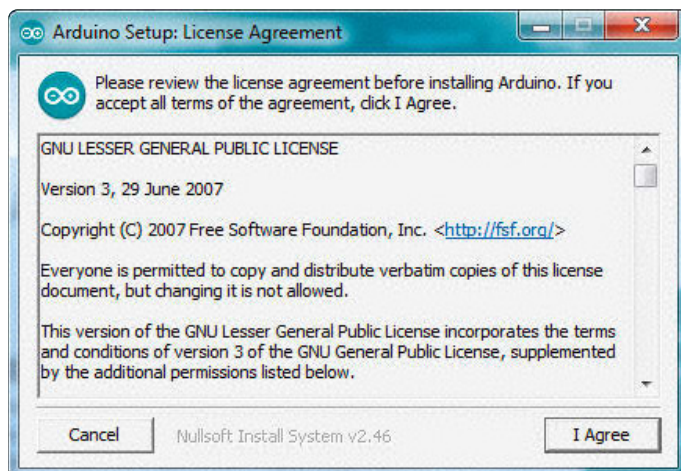 Arduino Setup: License Agreement
Please review the license agreement before installing Arduino. If you
accept all terms of the agreement, click I Agree.
GNU LESSER GENERAL PUBLIC LICENSE
Version 3, 29 June 2007
Copyright (C) 2007 Free Software Foundation, Inc. <http://fsf.org/>
Everyone is permitted to copy and distribute verbatim copies of this license
document, but changing it is not allowed.
This version of the GNU Lesser General Public License incorporates the terms
and conditions of version 3 of the GNU General Public License, supplemented
by the additional permissions listed below.
Cancel
Nullsoft Install System v2.46
I Agree